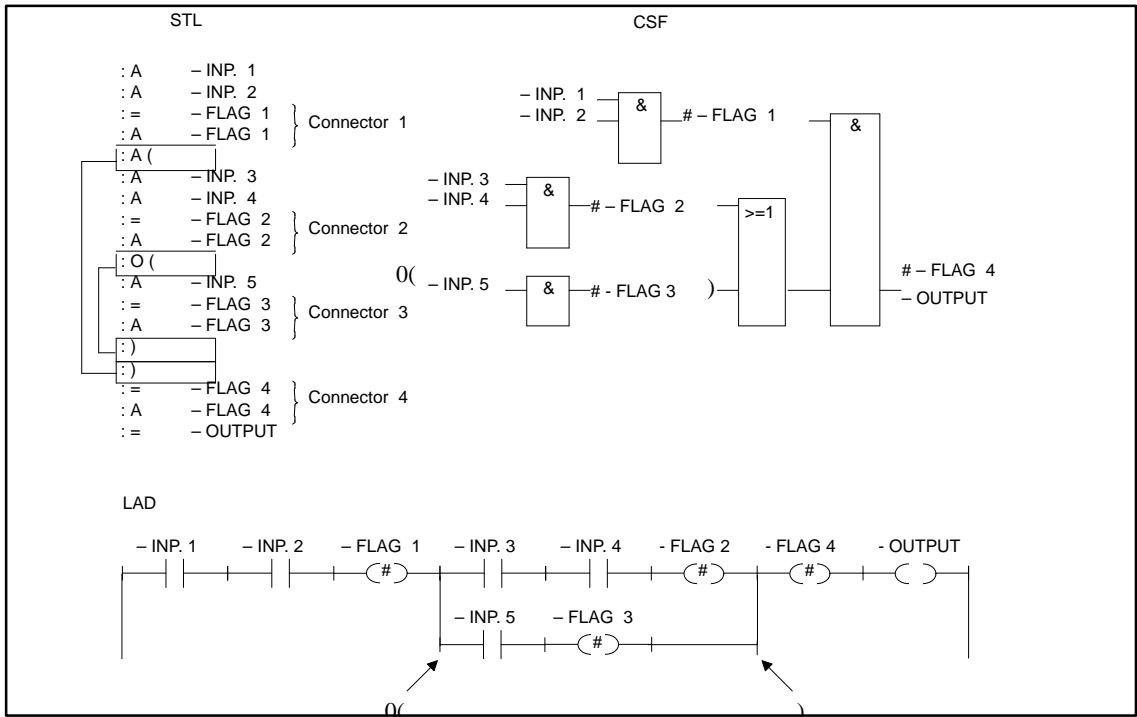 STL
: A – INP. 1
: A – INP. 2
: = – FLAG 1
: A – FLAG 1
Connector 1
: A (
: A – INP. 3
: A – INP. 4
: = – FLAG 2
: A – FLAG 2
Connector 2
: O (
: A – INP. 5
: = – FLAG 3
: A – FLAG 3
Connector 3
: )
: )
: = – FLAG 4
: A – FLAG 4
Connector 4
: = – OUTPUT
CSF
– INP. 1
– INP. 2
&
# – FLAG 1
&
– INP. 3
– INP. 4
&
# – FLAG 2
>=1
0(
– INP. 5
&
# - FLAG 3
)
# – FLAG 4
– OUTPUT
LAD
– INP. 1 – INP. 2 – FLAG 1 – INP. 3 – INP. 4 - FLAG 2 - FLAG 4 - OUTPUT
# # #
– INP. 5 – FLAG 3
#
0( )